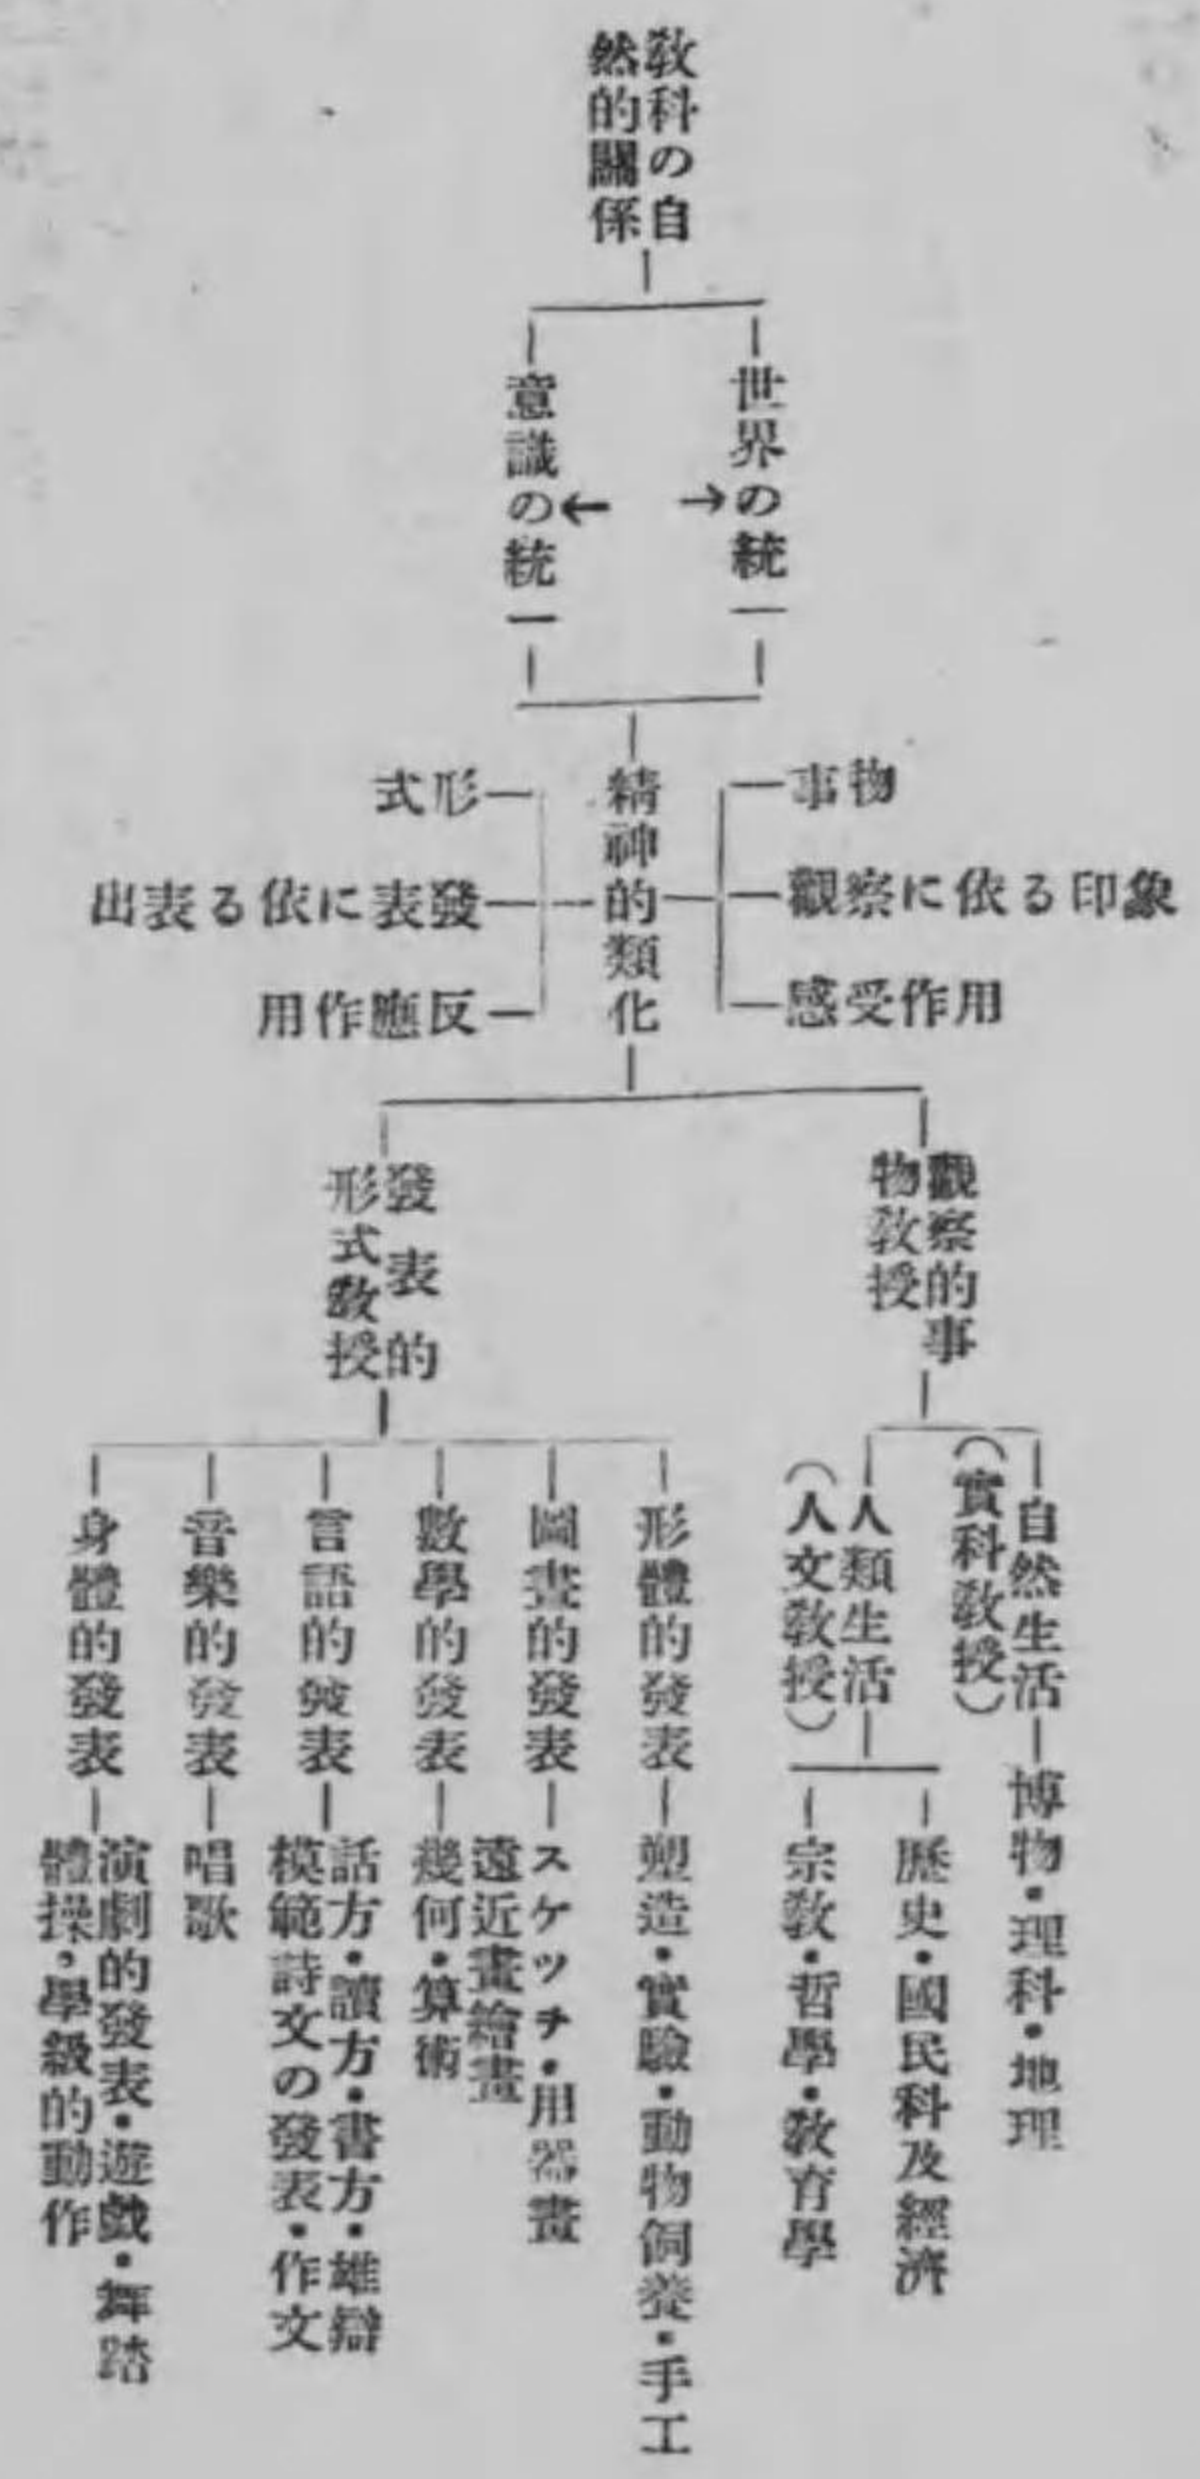 教科の自
然的關係
世界の統一
意識の統一
→
←
精神的類化
事物
觀察に依る印象
感受作用
形式
發表に依る表出
反應作用
觀察的事
物敎授
自然生活
(實科敎授)
博物・理科・地理
人類生活
(人文敎授)
歷史・國民科及經濟
宗敎・哲學・敎育學
發表的
形式敎授
形體的發表
塑造・實驗・動物飼養・手工
圖畫的發表
スケッチ・用器畫
遠近畫繪畫
數學的發表
幾何・算術
言語的發表
話方・讀方・書方・雄辯
模範詩文の發表・作文
音樂的發表
唱歌
身體的發表
演劇的發表・遊戲・舞踏
體操，學級的動作